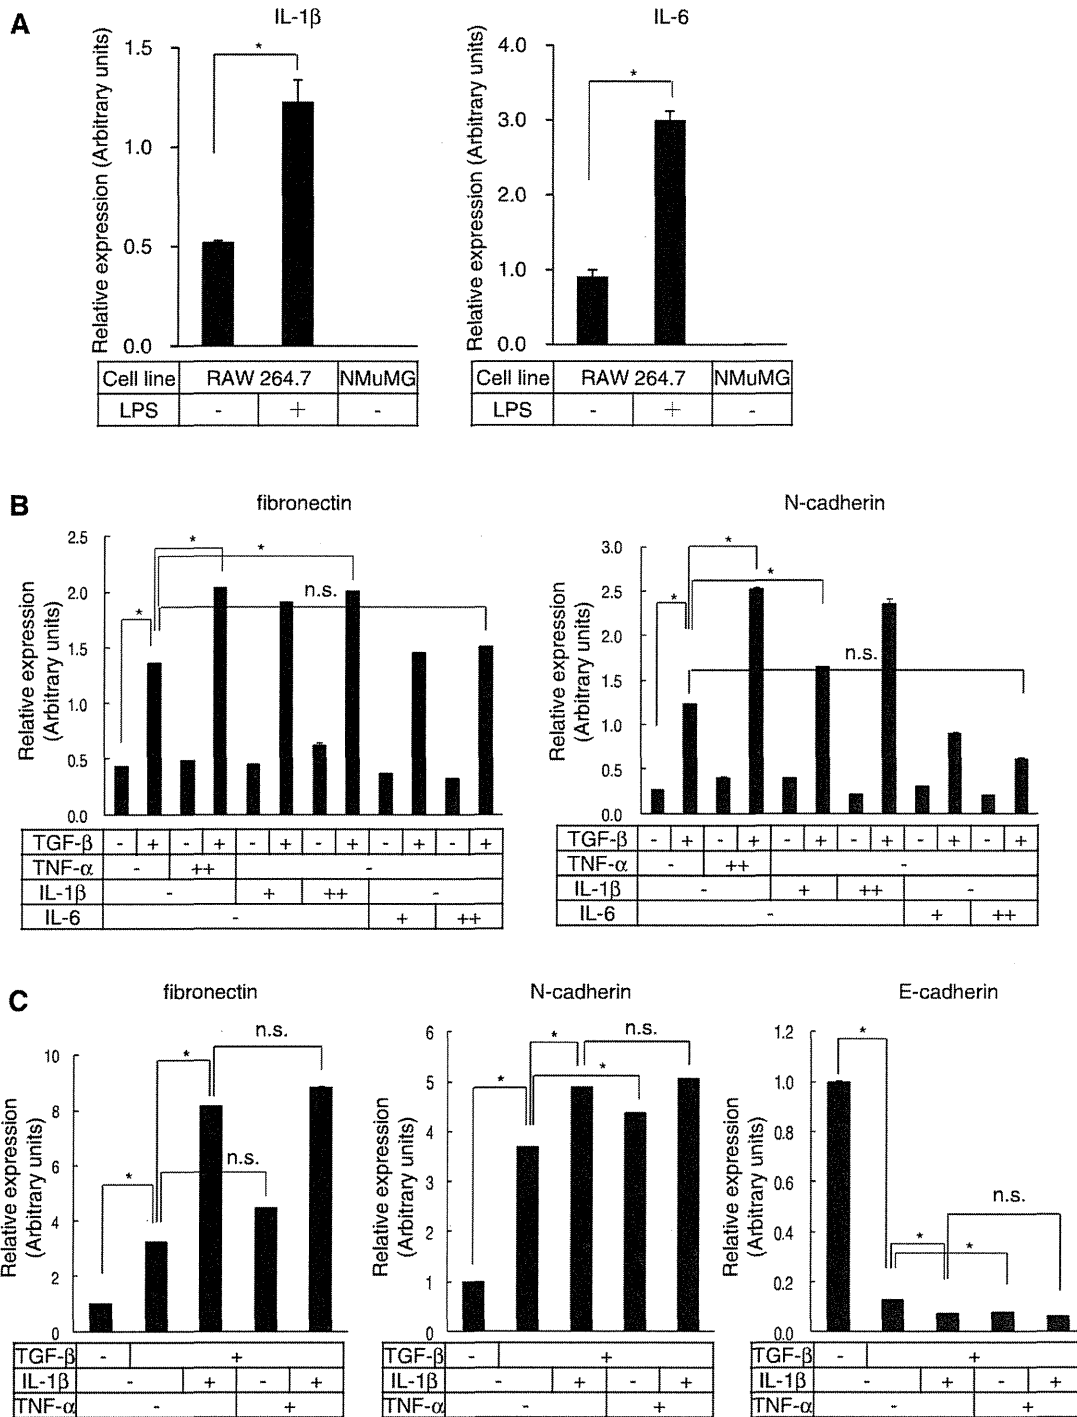 A
IL-1β
Relative expression (Arbitrary units)
1.5
1.0
0.5
0.0
*
Cell line RAW 264.7 NMuMG
LPS - + -
IL-6
Relative expression (Arbitrary units)
4.0
3.0
2.0
1.0
0.0
*
Cell line RAW 264.7 NMuMG
LPS - + -
B
fibronectin
Relative expression
(Arbitrary units)
2.5
2.0
1.5
1.0
0.5
0.0
* * * n.s.
TGF-β - + - + - + - + - + - +
TNF-α - ++ -
IL-1β - + ++ -
IL-6 - + ++
N-cadherin
Relative expression
(Arbitrary units)
3.0
2.5
2.0
1.5
1.0
0.5
0.0
* * * n.s.
TGF-β - + - + - + - + - + - +
TNF-α - ++ -
IL-1β - + ++ -
IL-6 - + ++
C
fibronectin
Relative expression
(Arbitrary units)
10
8
6
4
2
0
* * n.s. n.s.
TGF-β - +
IL-1β - + - +
TNF-α - +
N-cadherin
Relative expression
(Arbitrary units)
6
5
4
3
2
1
0
* * * n.s.
TGF-β - +
IL-1β - + - +
TNF-α - +
E-cadherin
Relative expression
(Arbitrary units)
1.2
1.0
0.8
0.6
0.4
0.2
0.0
* * * n.s.
TGF-β - +
IL-1β - + - +
TNF-α - +